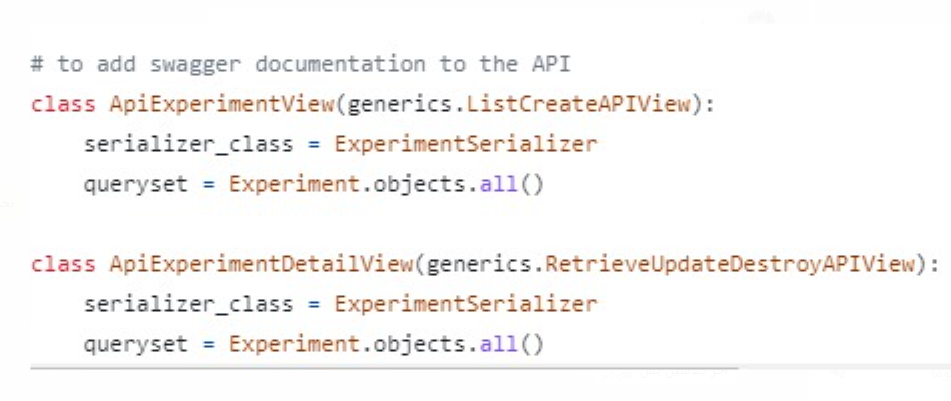 # to add swagger documentation to the API
class ApiExperimentView(generics.ListCreateAPIView):
    serializer_class = ExperimentSerializer
    queryset = Experiment.objects.all()

class ApiExperimentDetailView(generics.RetrieveUpdateDestroyAPIView):
    serializer_class = ExperimentSerializer
    queryset = Experiment.objects.all()